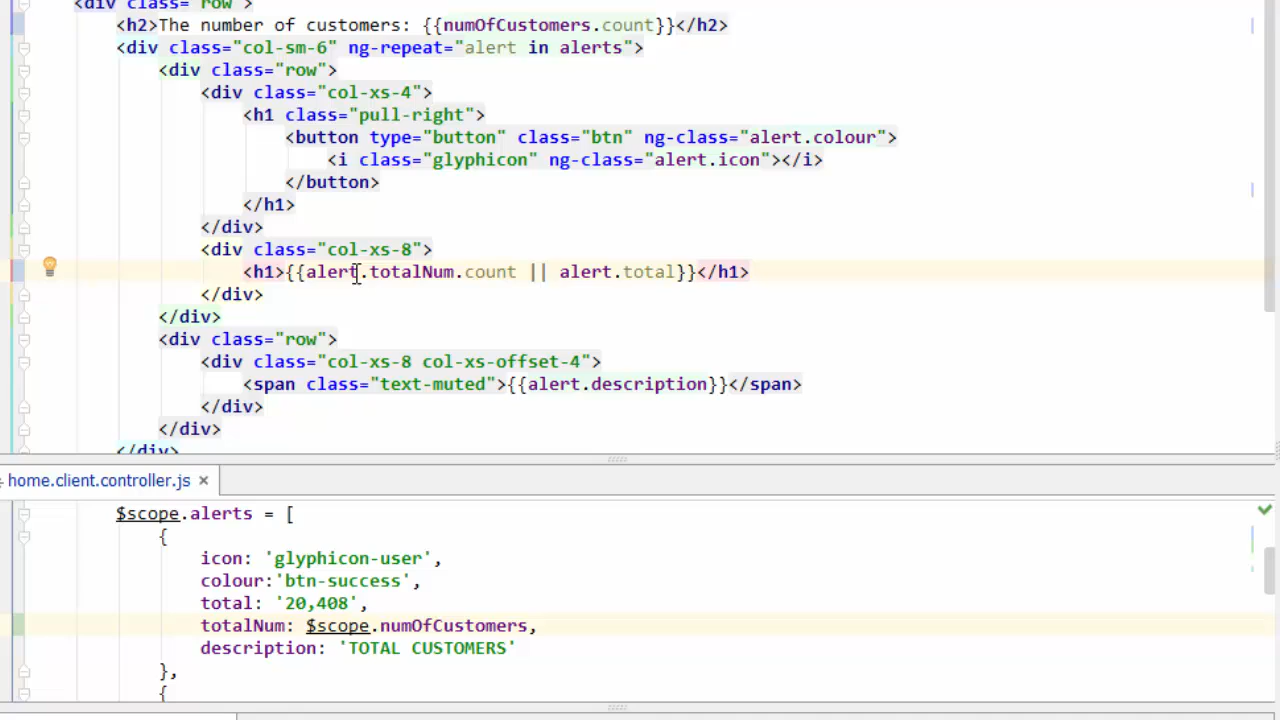 <div class="row">
<h2>The number of customers: {{numOfCustomers.count}}</h2>
<div class="col-sm-6" ng-repeat="alert in alerts">
<div class="row">
<div class="col-xs-4">
<h1 class="pull-right">
<button type="button" class="btn" ng-class="alert.colour">
<i class="glyphicon" ng-class="alert.icon"></i>
</button>
</h1>
</div>
<div class="col-xs-8">
<h1>{{alert.totalNum.count || alert.total}}</h1>
</div>
</div>
<div class="row">
<div class="col-xs-8 col-xs-offset-4">
<span class="text-muted">{{alert.description}}</span>
</div>
</div>
</div>
home.client.controller.js ×
$scope.alerts = [
{
icon: 'glyphicon-user',
colour:'btn-success',
total: '20,408',
totalNum: $scope.numOfCustomers,
description: 'TOTAL CUSTOMERS'
},
{